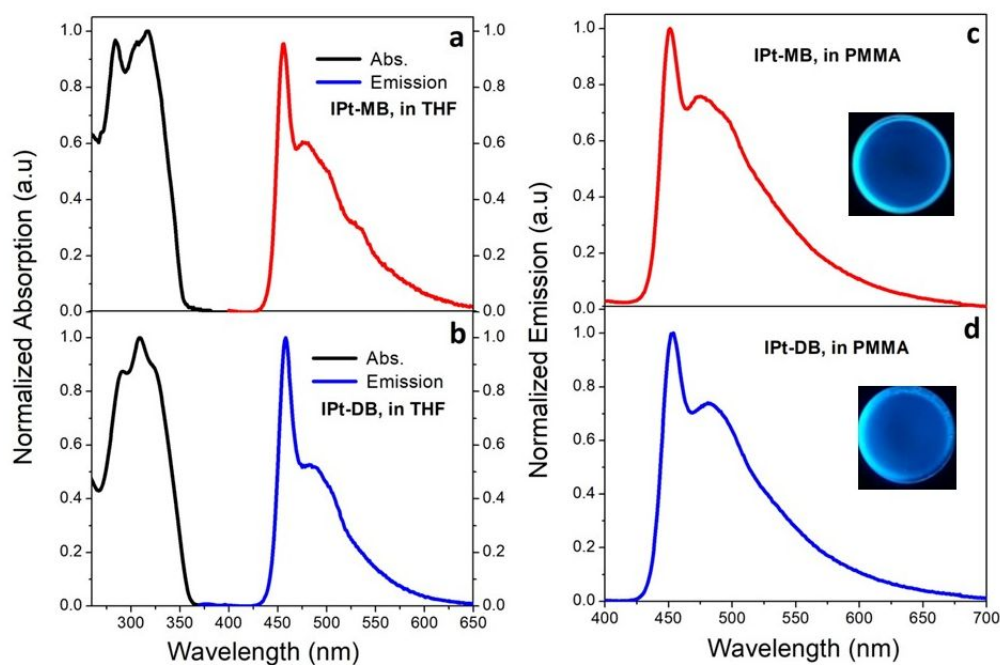 Normalized Absorption (a.u)
1.0
0.8
0.6
0.4
0.2
0.0
a
Abs.
Emission
IPt-MB, in THF
1.0
0.8
0.6
0.4
0.2
0.0
1.0
0.8
0.6
0.4
0.2
0.0
b
Abs.
Emission
IPt-DB, in THF
1.0
0.8
0.6
0.4
0.2
0.0
300 350 400 450 500 550 600 650
Wavelength (nm)
Normalized Emission (a.u)
1.0
0.8
0.6
0.4
0.2
0.0
c
IPt-MB, in PMMA
1.0
0.8
0.6
0.4
0.2
0.0
d
IPt-DB, in PMMA
400 450 500 550 600 650 700
Wavelength (nm)